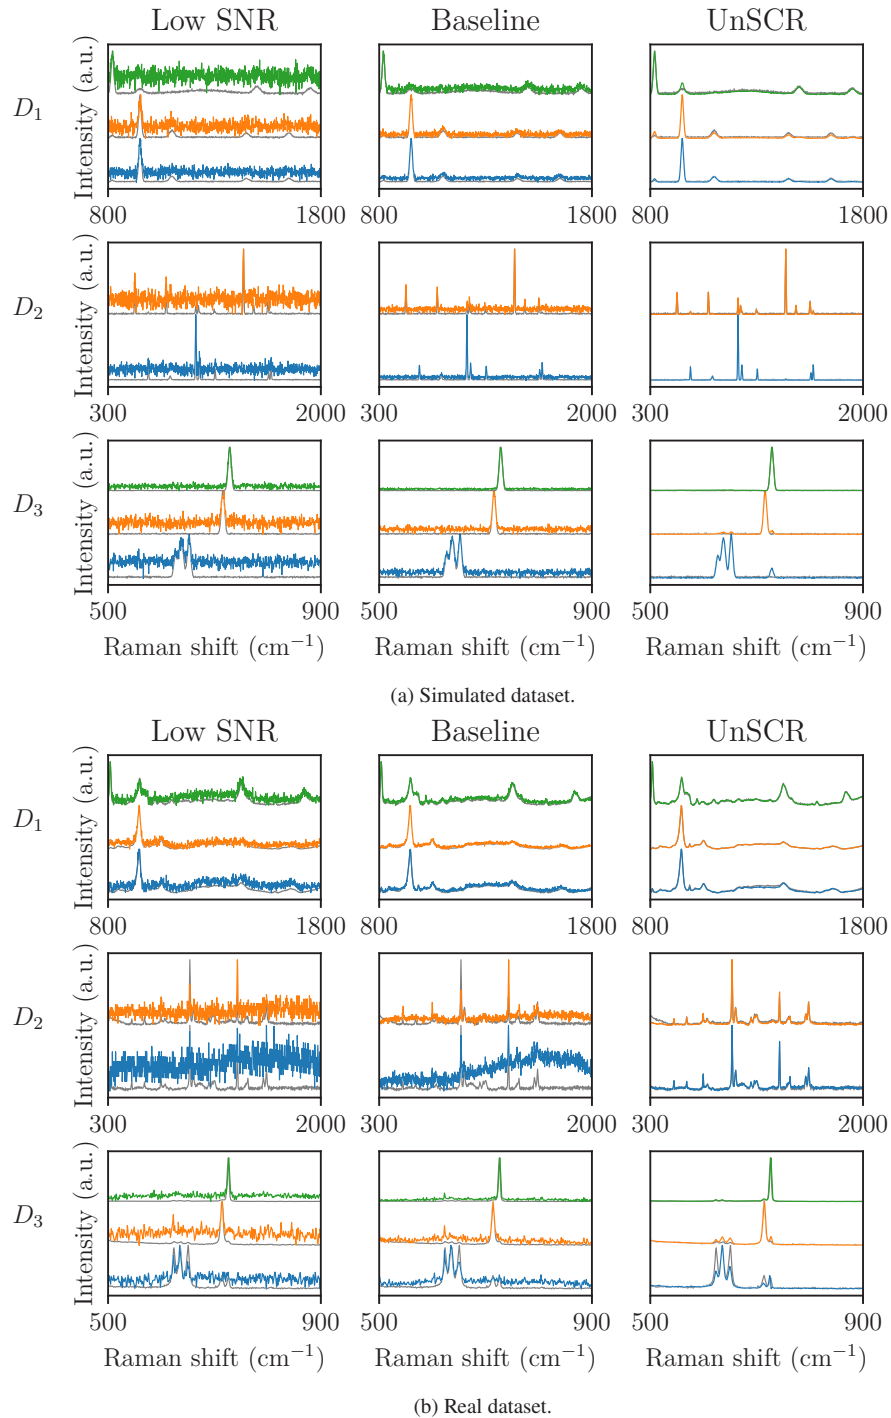 Low SNR Baseline UnSCR
D₁
Intensity (a.u.)
800 1800 800 1800 800 1800
D₂
Intensity (a.u.)
300 2000 300 2000 300 2000
D₃
Intensity (a.u.)
500 900 500 900 500 900
Raman shift (cm⁻¹) Raman shift (cm⁻¹) Raman shift (cm⁻¹)
(a) Simulated dataset.
Low SNR Baseline UnSCR
D₁
Intensity (a.u.)
800 1800 800 1800 800 1800
D₂
Intensity (a.u.)
300 2000 300 2000 300 2000
D₃
Intensity (a.u.)
500 900 500 900 500 900
Raman shift (cm⁻¹) Raman shift (cm⁻¹) Raman shift (cm⁻¹)
(b) Real dataset.